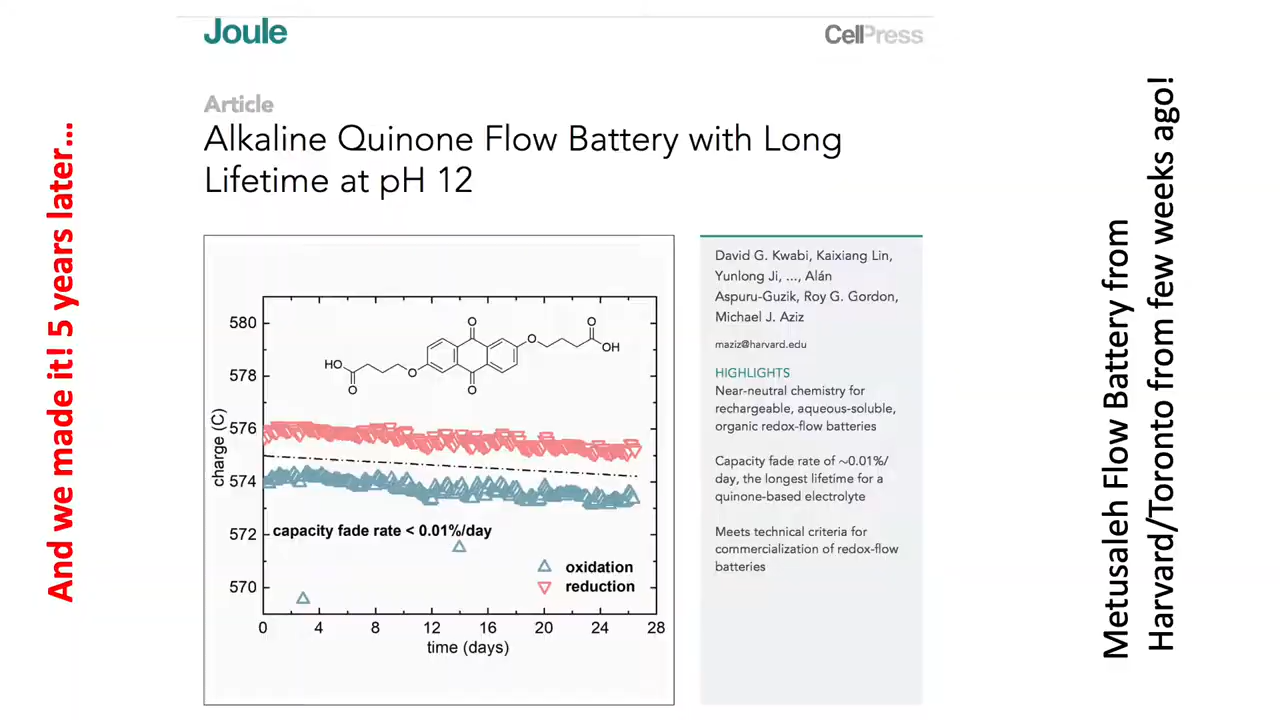 Joule
CellPress
Article
Alkaline Quinone Flow Battery with Long
Lifetime at pH 12
And we made it! 5 years later...
580
578
576
574
572
570
charge (C)
O
O
O
O
HO
O
O
OH
capacity fade rate < 0.01%/day
oxidation
reduction
0
4
8
12
16
20
24
28
time (days)
David G. Kwabi, Kaixiang Lin,
Yunlong Ji, ..., Alán
Aspuru-Guzik, Roy G. Gordon,
Michael J. Aziz
maziz@harvard.edu
HIGHLIGHTS
Near-neutral chemistry for
rechargeable, aqueous-soluble,
organic redox-flow batteries
Capacity fade rate of ~0.01%/
day, the longest lifetime for a
quinone-based electrolyte
Meets technical criteria for
commercialization of redox-flow
batteries
Metusaleh Flow Battery from
Harvard/Toronto from few weeks ago!